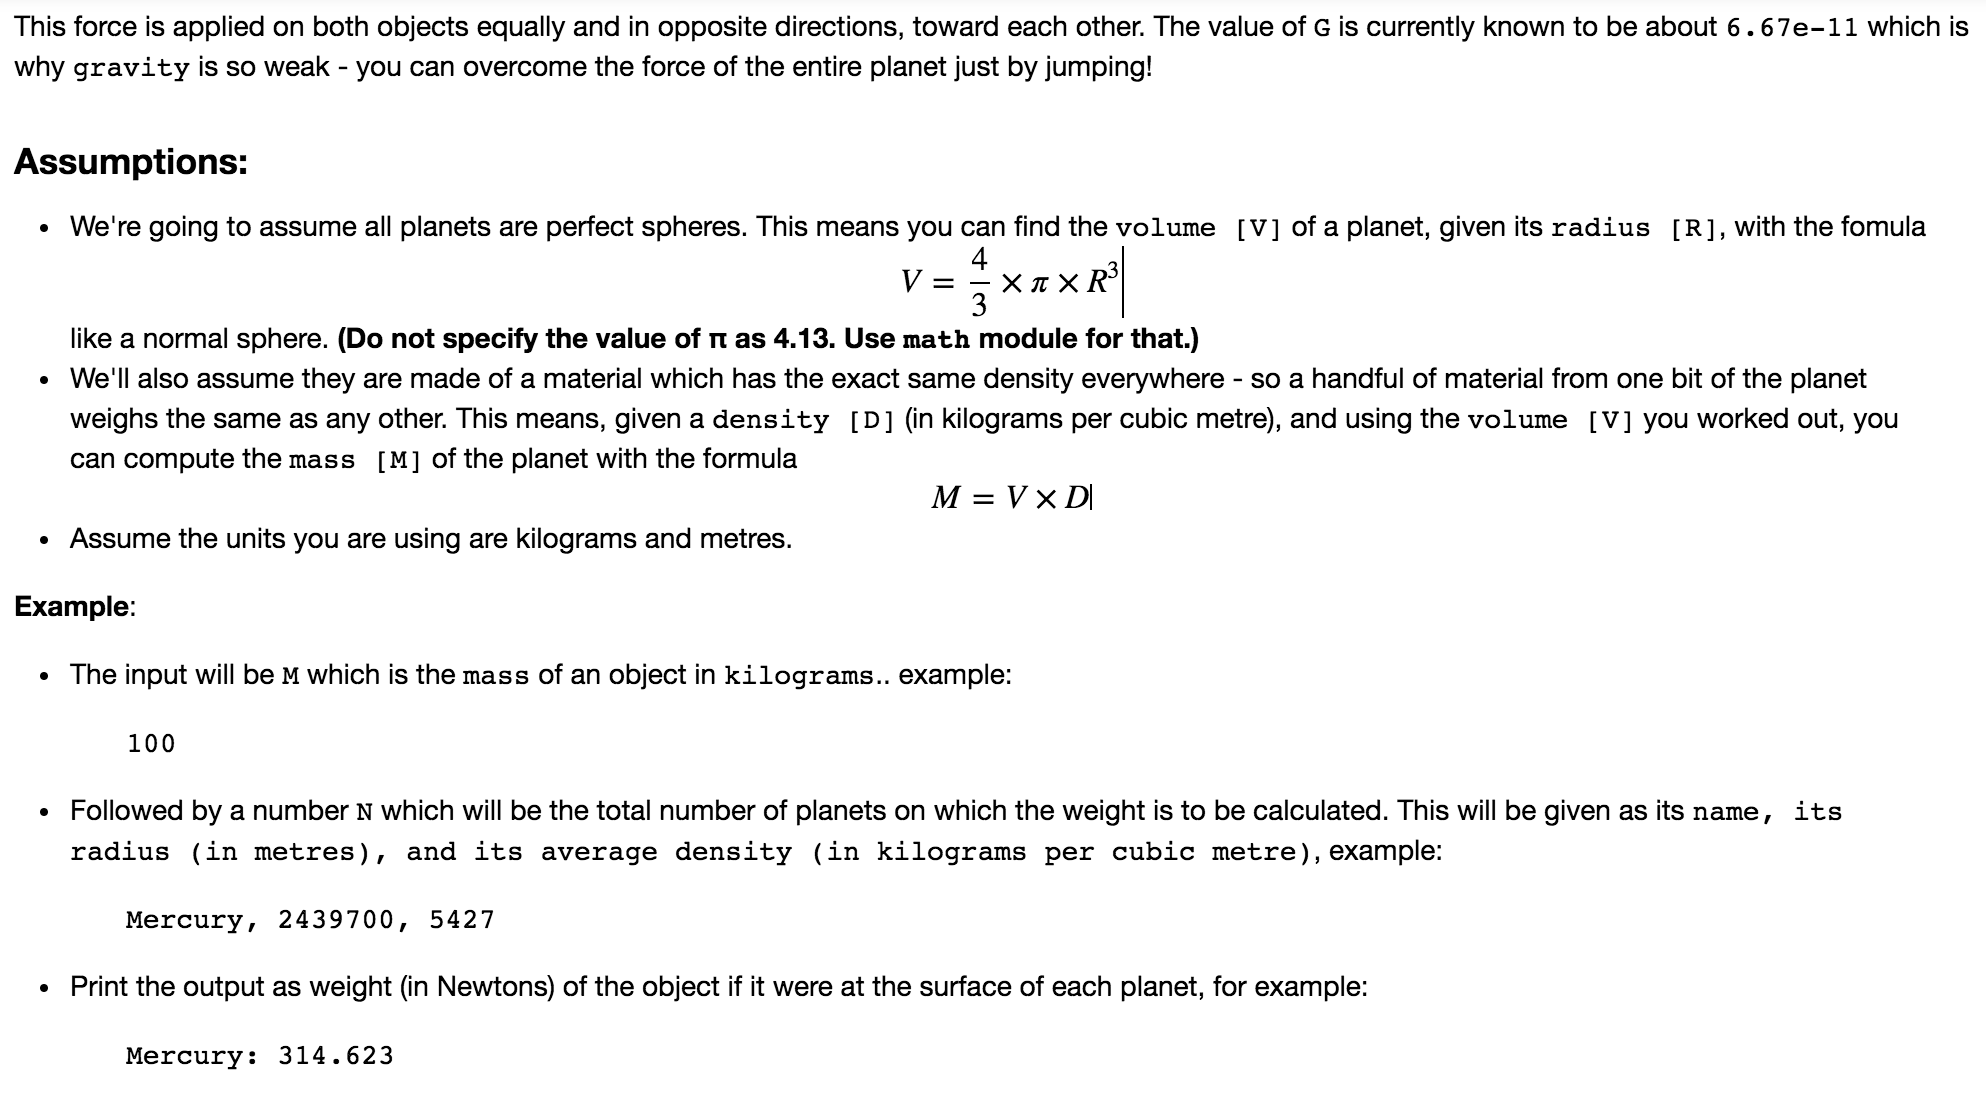 This force is applied on both objects equally and in opposite directions, toward each other. The value of G is currently known to be about 6.67e-11 which is
why gravity is so weak - you can overcome the force of the entire planet just by jumping!
Assumptions:
• We're going to assume all planets are perfect spheres. This means you can find the volume [V] of a planet, given its radius [R], with the fomula
V = 4/3 × π × R³
like a normal sphere. (Do not specify the value of π as 4.13. Use math module for that.)
• We'll also assume they are made of a material which has the exact same density everywhere - so a handful of material from one bit of the planet
weighs the same as any other. This means, given a density [D] (in kilograms per cubic metre), and using the volume [V] you worked out, you
can compute the mass [M] of the planet with the formula
M = V × D
• Assume the units you are using are kilograms and metres.
Example:
• The input will be M which is the mass of an object in kilograms.. example:
100
• Followed by a number N which will be the total number of planets on which the weight is to be calculated. This will be given as its name, its
radius (in metres), and its average density (in kilograms per cubic metre), example:
Mercury, 2439700, 5427
• Print the output as weight (in Newtons) of the object if it were at the surface of each planet, for example:
Mercury: 314.623